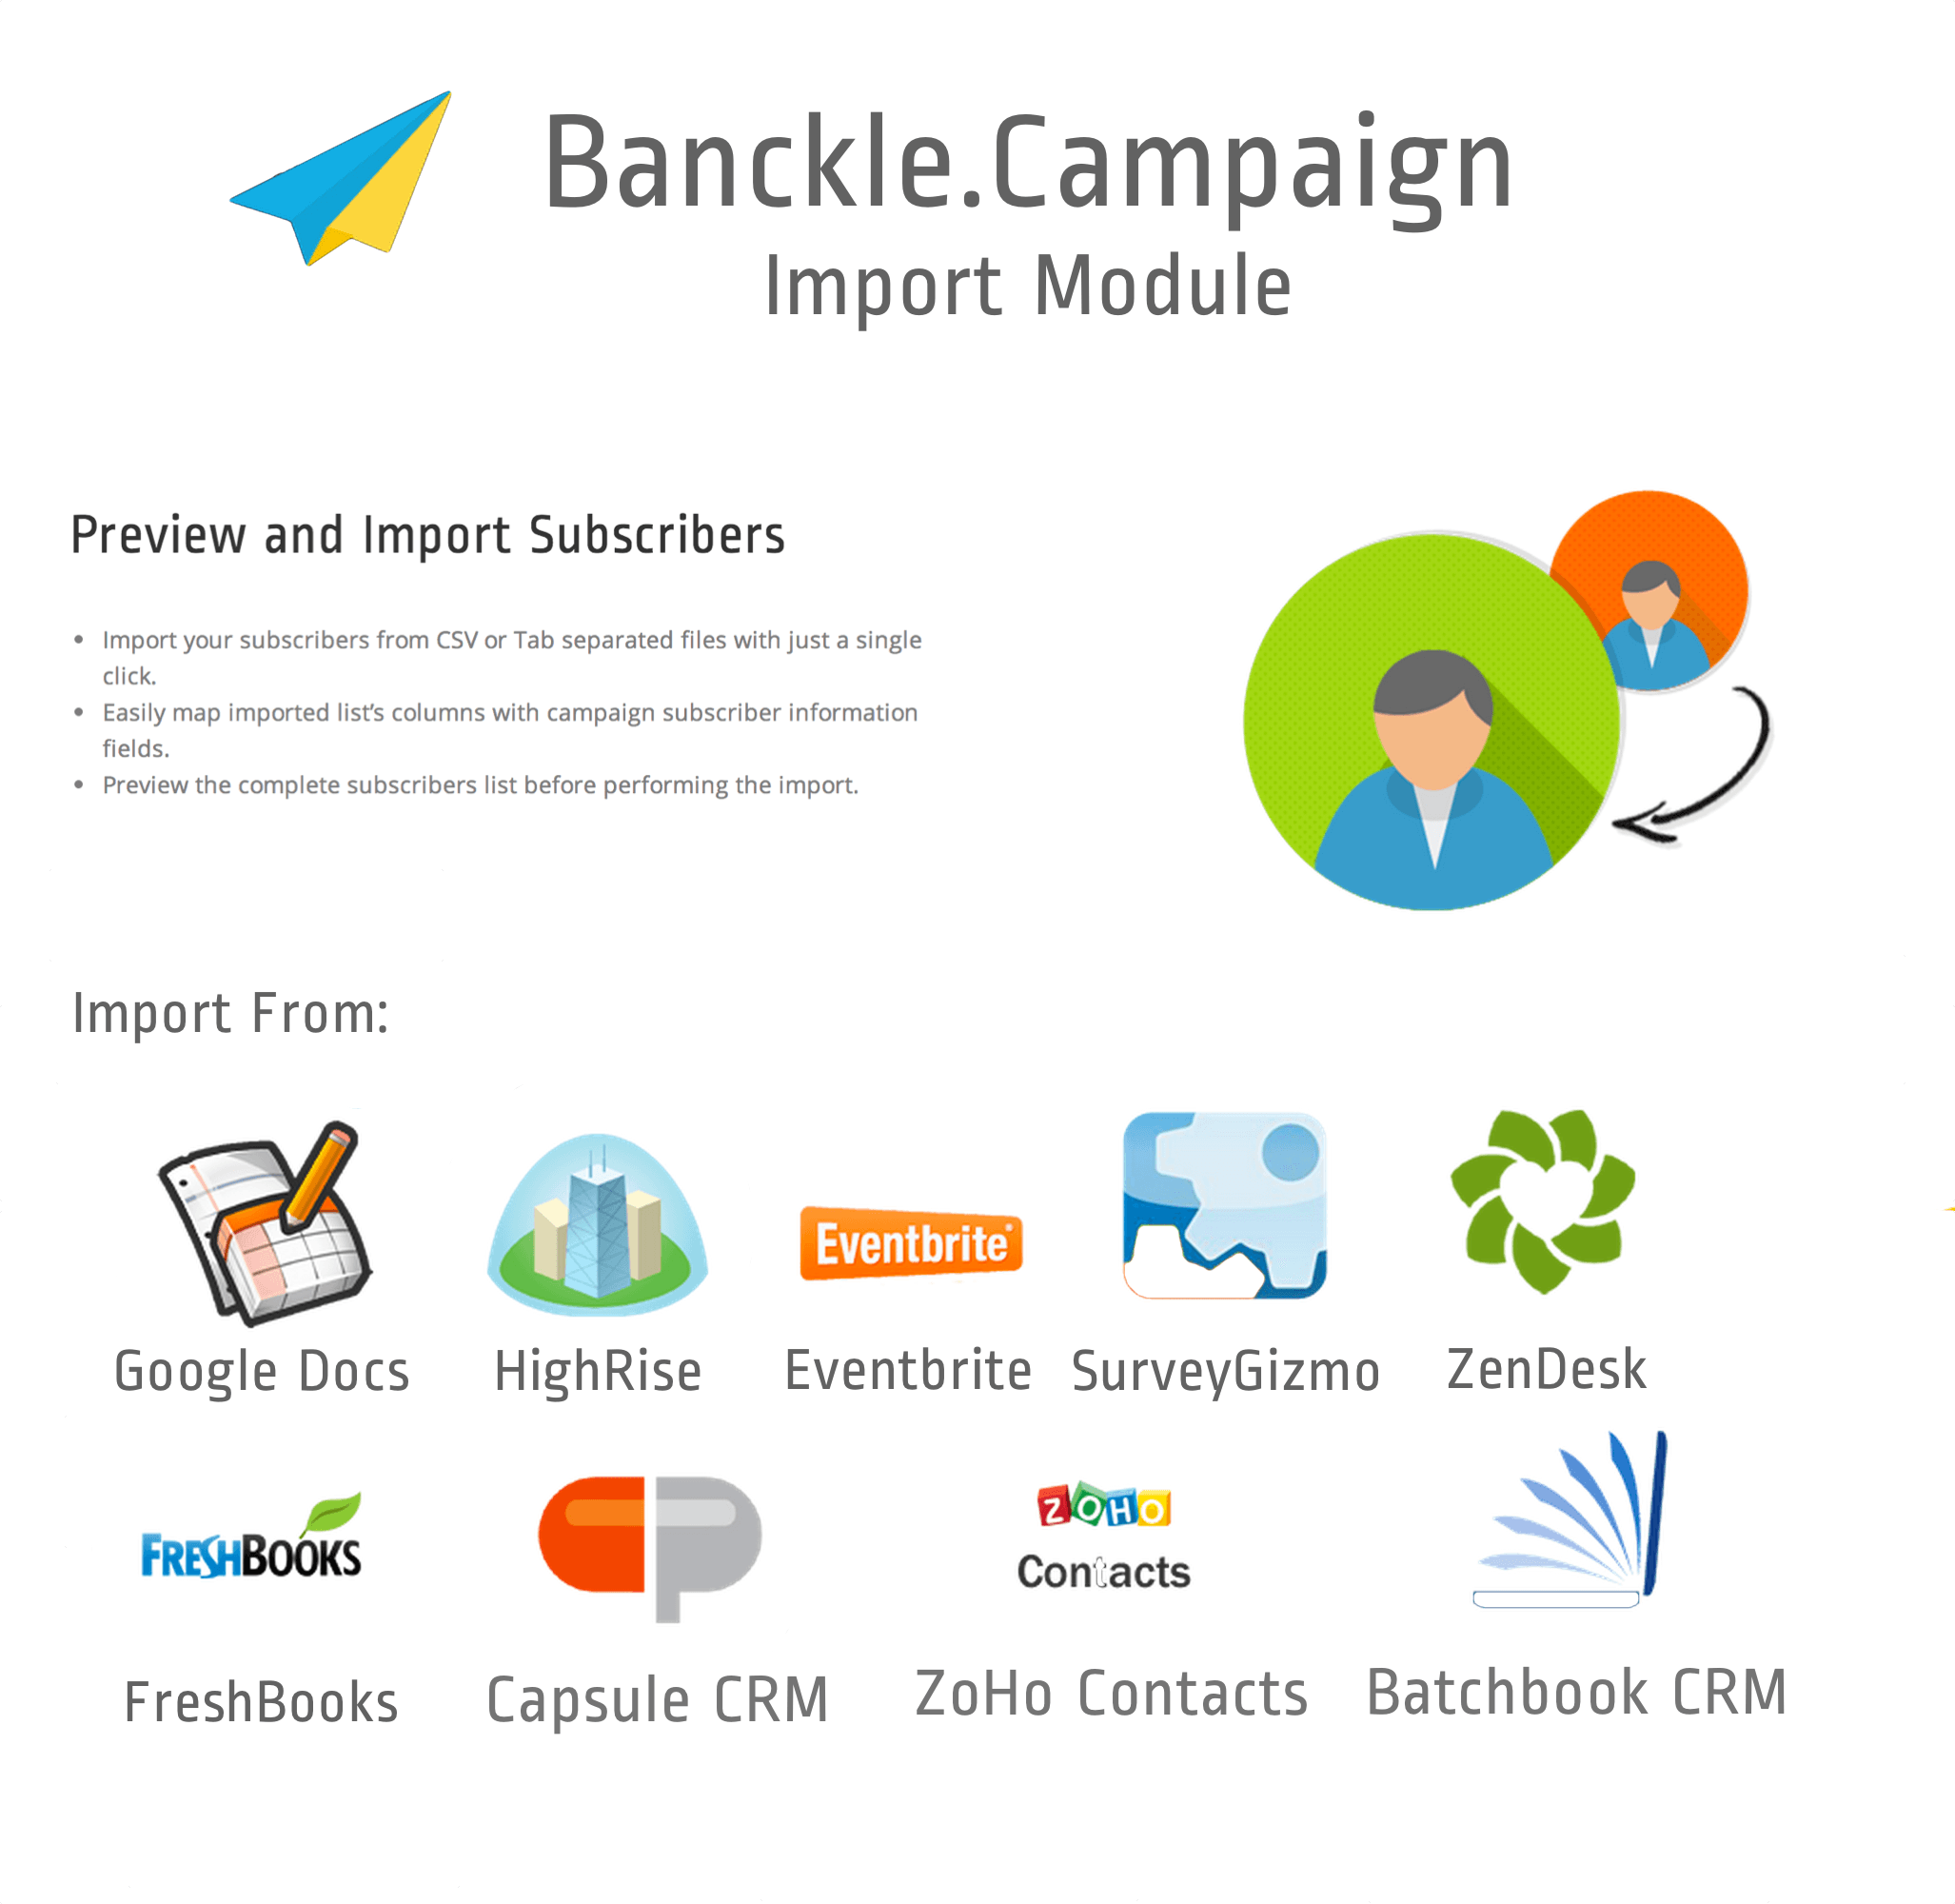 Banckle.Campaign
Import Module
Preview and Import Subscribers
• Import your subscribers from CSV or Tab separated files with just a single
click.
• Easily map imported list’s columns with campaign subscriber information
fields.
• Preview the complete subscribers list before performing the import.
Import From:
Eventbrite®
Google Docs HighRise Eventbrite SurveyGizmo ZenDesk
FRESHBOOKS
ZOHO
Contacts
FreshBooks Capsule CRM ZoHo Contacts Batchbook CRM